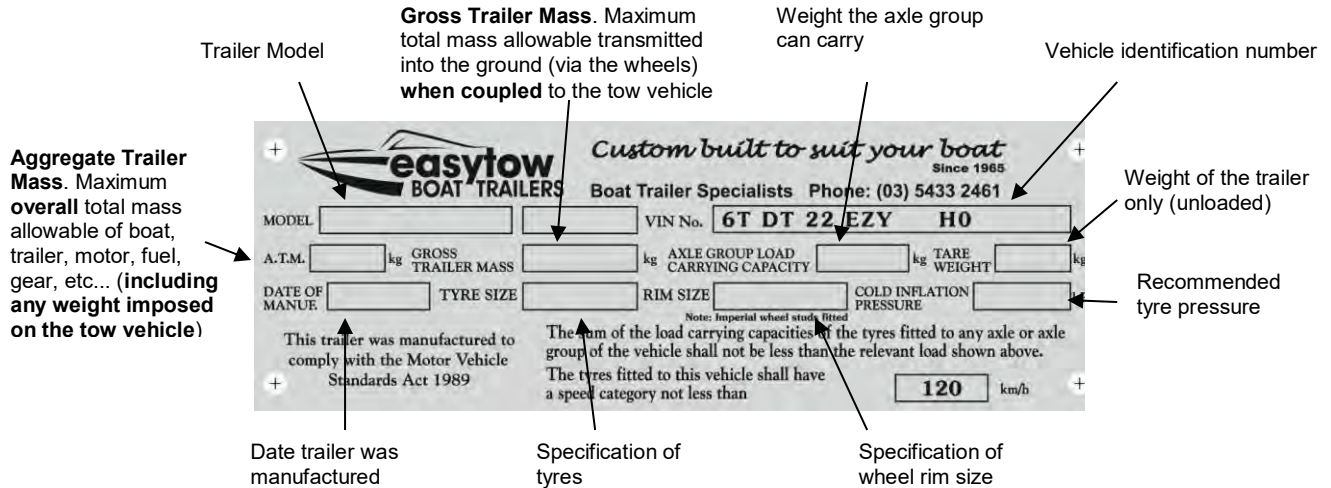 Gross Trailer Mass. Maximum
total mass allowable transmitted
into the ground (via the wheels)
when coupled to the tow vehicle
Weight the axle group
can carry
Trailer Model
Vehicle identification number
Aggregate Trailer
Mass. Maximum
overall total mass
allowable of boat,
trailer, motor, fuel,
gear, etc... (including
any weight imposed
on the tow vehicle)
easytow
BOAT TRAILERS
Custom built to suit your boat
Since 1965
Boat Trailer Specialists Phone: (03) 5433 2461
Weight of the trailer
only (unloaded)
MODEL VIN No. 6T DT 22 EZY H0
A.T.M. kg GROSS TRAILER MASS kg AXLE GROUP LOAD CARRYING CAPACITY kg TARE WEIGHT kg
DATE OF MANUF. TYRE SIZE RIM SIZE COLD INFLATION PRESSURE
Recommended
tyre pressure
Note: Imperial wheel studs fitted
This trailer was manufactured to
comply with the Motor Vehicle
Standards Act 1989
The sum of the load carrying capacities of the tyres fitted to any axle or axle
group of the vehicle shall not be less than the relevant load shown above.
The tyres fitted to this vehicle shall have
a speed category not less than
120 km/h
Date trailer was
manufactured
Specification of
tyres
Specification of
wheel rim size